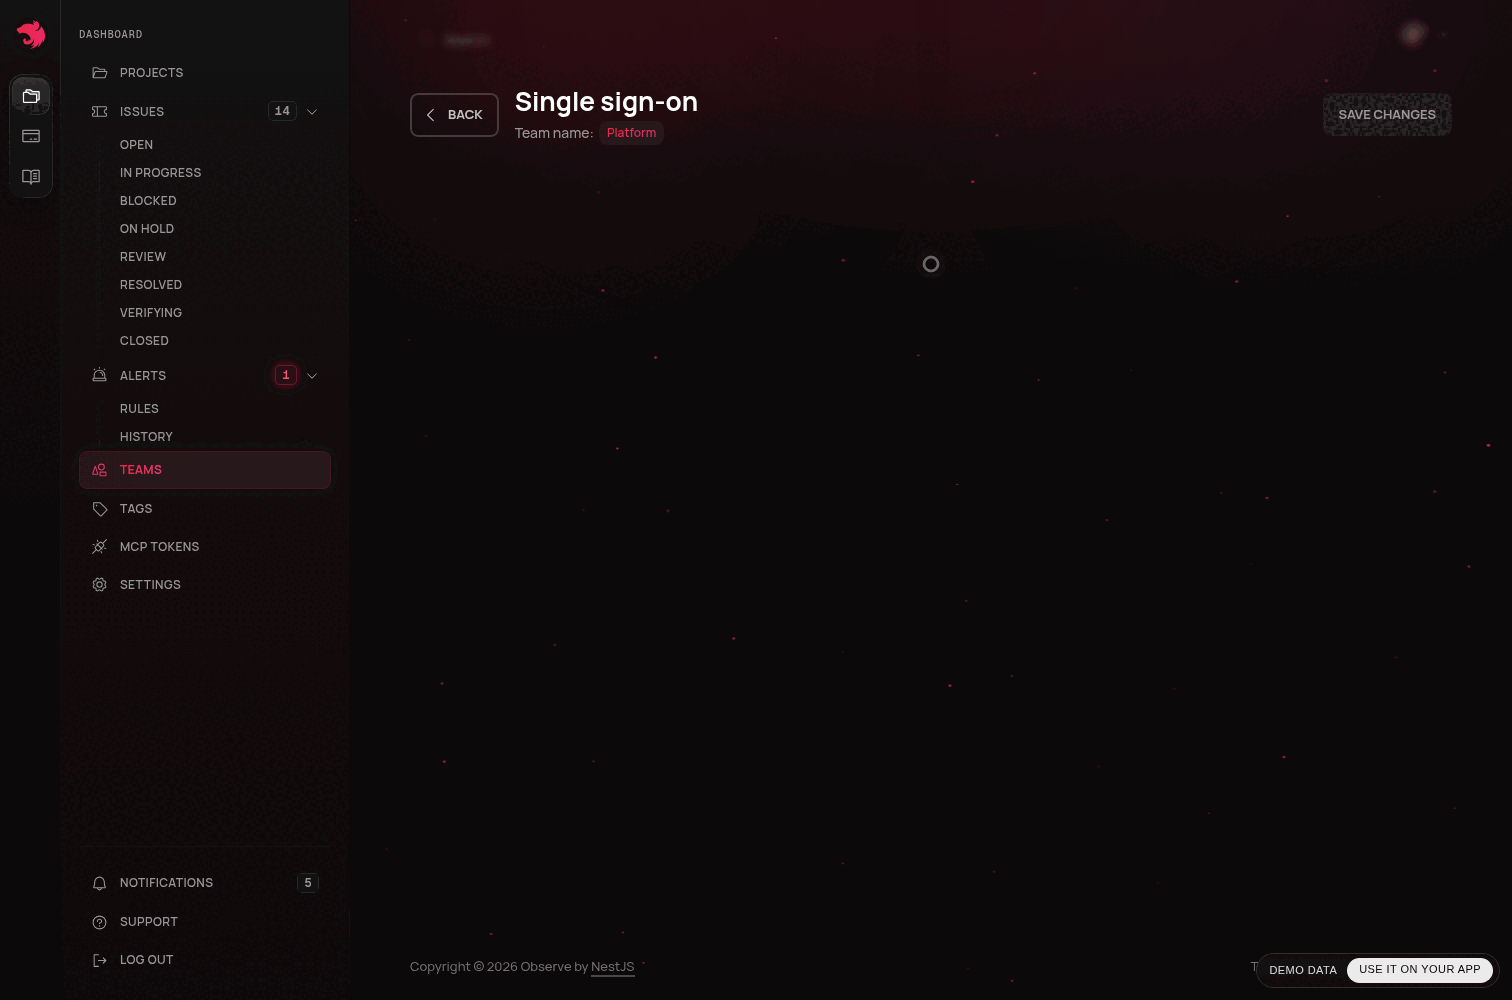 DASHBOARD
PROJECTS
ISSUES 14
OPEN
IN PROGRESS
BLOCKED
ON HOLD
REVIEW
RESOLVED
VERIFYING
CLOSED
ALERTS 1
RULES
HISTORY
TEAMS
TAGS
MCP TOKENS
SETTINGS
NOTIFICATIONS 5
SUPPORT
LOG OUT
BACK
Single sign-on
Team name: Platform
SAVE CHANGES
Copyright © 2026 Observe by NestJS
DEMO DATA USE IT ON YOUR APP